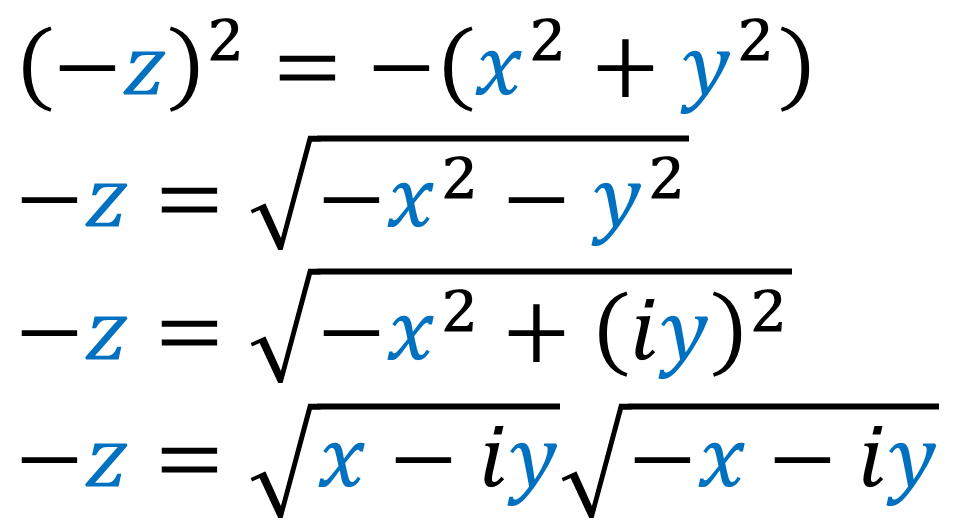 (−z)² = −(x² + y²)
−z = √(−x² − y²)
−z = √(−x² + (iy)²)
−z = √(x − iy)√(−x − iy)